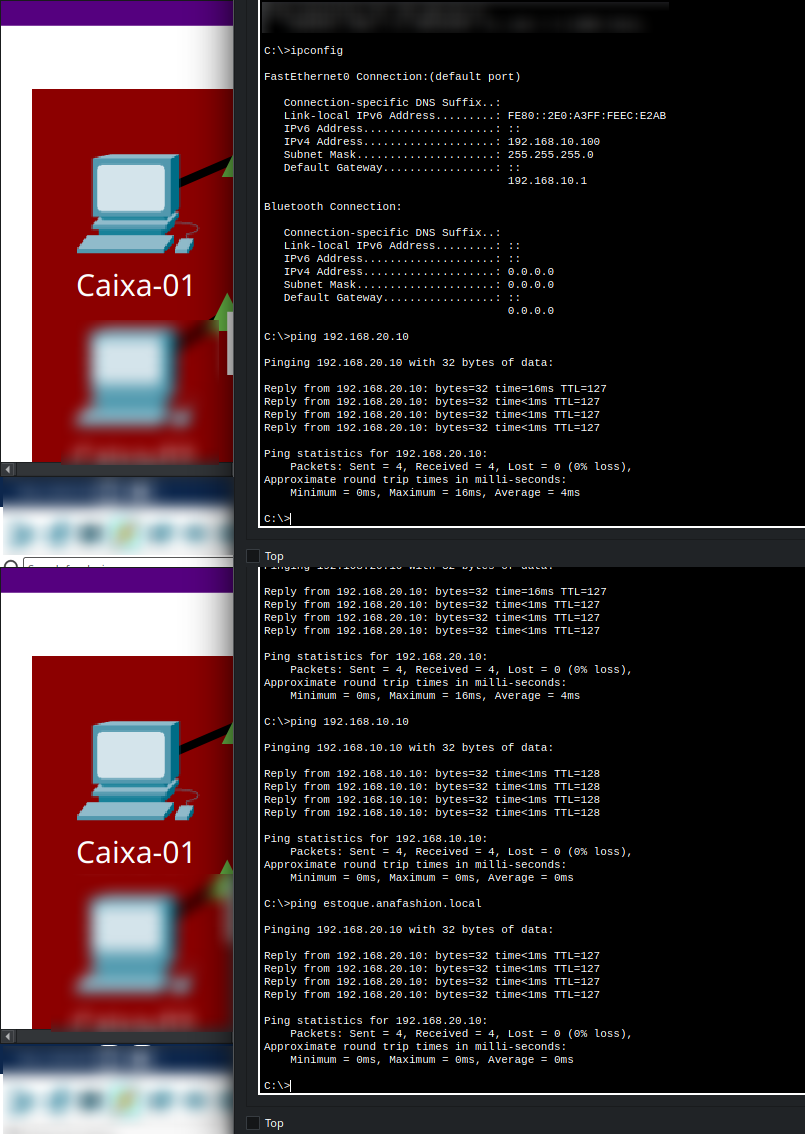 C:\>ipconfig
FastEthernet0 Connection:(default port)
Connection-specific DNS Suffix..:
Link-local IPv6 Address.........: FE80::2E0:A3FF:FEEC:E2AB
IPv6 Address....................: ::
IPv4 Address....................: 192.168.10.100
Subnet Mask.....................: 255.255.255.0
Default Gateway.................: ::
192.168.10.1
Bluetooth Connection:
Connection-specific DNS Suffix..:
Link-local IPv6 Address.........: ::
IPv6 Address....................: ::
IPv4 Address....................: 0.0.0.0
Subnet Mask.....................: 0.0.0.0
Default Gateway.................: ::
0.0.0.0
C:\>ping 192.168.20.10
Pinging 192.168.20.10 with 32 bytes of data:
Reply from 192.168.20.10: bytes=32 time=16ms TTL=127
Reply from 192.168.20.10: bytes=32 time<1ms TTL=127
Reply from 192.168.20.10: bytes=32 time<1ms TTL=127
Reply from 192.168.20.10: bytes=32 time<1ms TTL=127
Ping statistics for 192.168.20.10:
Packets: Sent = 4, Received = 4, Lost = 0 (0% loss),
Approximate round trip times in milli-seconds:
Minimum = 0ms, Maximum = 16ms, Average = 4ms
C:\>
Caixa-01
Top
Pinging 192.168.20.10 with 32 bytes of data:
Reply from 192.168.20.10: bytes=32 time=16ms TTL=127
Reply from 192.168.20.10: bytes=32 time<1ms TTL=127
Reply from 192.168.20.10: bytes=32 time<1ms TTL=127
Reply from 192.168.20.10: bytes=32 time<1ms TTL=127
Ping statistics for 192.168.20.10:
Packets: Sent = 4, Received = 4, Lost = 0 (0% loss),
Approximate round trip times in milli-seconds:
Minimum = 0ms, Maximum = 16ms, Average = 4ms
C:\>ping 192.168.10.10
Pinging 192.168.10.10 with 32 bytes of data:
Reply from 192.168.10.10: bytes=32 time<1ms TTL=128
Reply from 192.168.10.10: bytes=32 time<1ms TTL=128
Reply from 192.168.10.10: bytes=32 time<1ms TTL=128
Reply from 192.168.10.10: bytes=32 time<1ms TTL=128
Ping statistics for 192.168.10.10:
Packets: Sent = 4, Received = 4, Lost = 0 (0% loss),
Approximate round trip times in milli-seconds:
Minimum = 0ms, Maximum = 0ms, Average = 0ms
C:\>ping estoque.anafashion.local
Pinging 192.168.20.10 with 32 bytes of data:
Reply from 192.168.20.10: bytes=32 time<1ms TTL=127
Reply from 192.168.20.10: bytes=32 time<1ms TTL=127
Reply from 192.168.20.10: bytes=32 time<1ms TTL=127
Reply from 192.168.20.10: bytes=32 time<1ms TTL=127
Ping statistics for 192.168.20.10:
Packets: Sent = 4, Received = 4, Lost = 0 (0% loss),
Approximate round trip times in milli-seconds:
Minimum = 0ms, Maximum = 0ms, Average = 0ms
C:\>
Caixa-01
Top